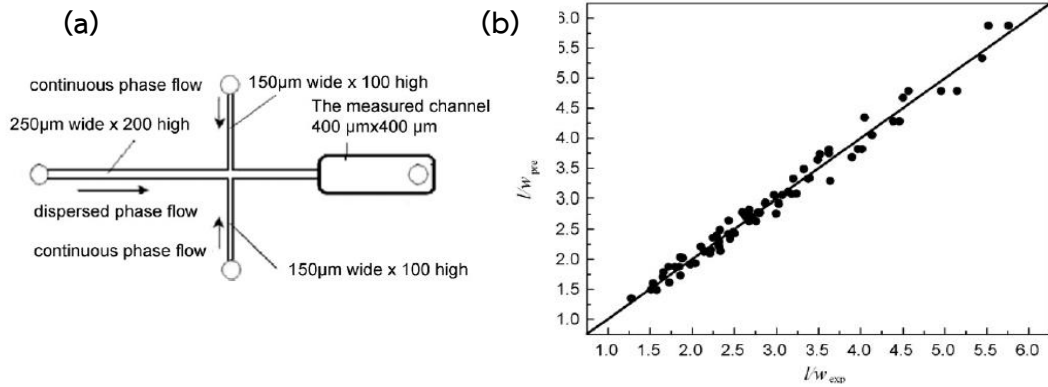 (a)
continuous phase flow
150µm wide x 100 high
The measured channel
400 µmx400 µm
250µm wide x 200 high
dispersed phase flow
continuous phase flow
150µm wide x 100 high
(b)
6.0
5.5
5.0
4.5
4.0
3.5
3.0
2.5
2.0
1.5
1.0
l/w pre
1.0 1.5 2.0 2.5 3.0 3.5 4.0 4.5 5.0 5.5 6.0
l/w exp